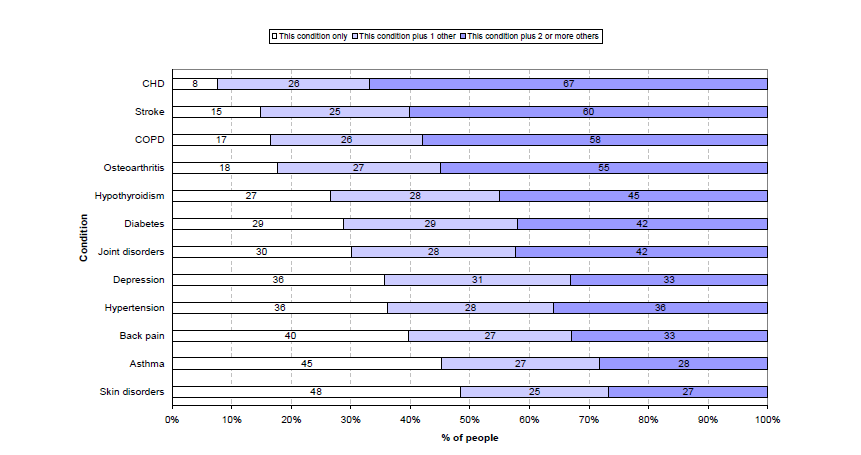 This condition only This condition plus 1 other This condition plus 2 or more others
CHD 8 26 67
Stroke 15 25 60
COPD 17 26 58
Osteoarthritis 18 27 55
Hypothyroidism 27 28 45
Diabetes 29 29 42
Joint disorders 30 28 42
Depression 36 31 33
Hypertension 36 28 36
Back pain 40 27 33
Asthma 45 27 28
Skin disorders 48 25 27
Condition
0% 10% 20% 30% 40% 50% 60% 70% 80% 90% 100%
% of people